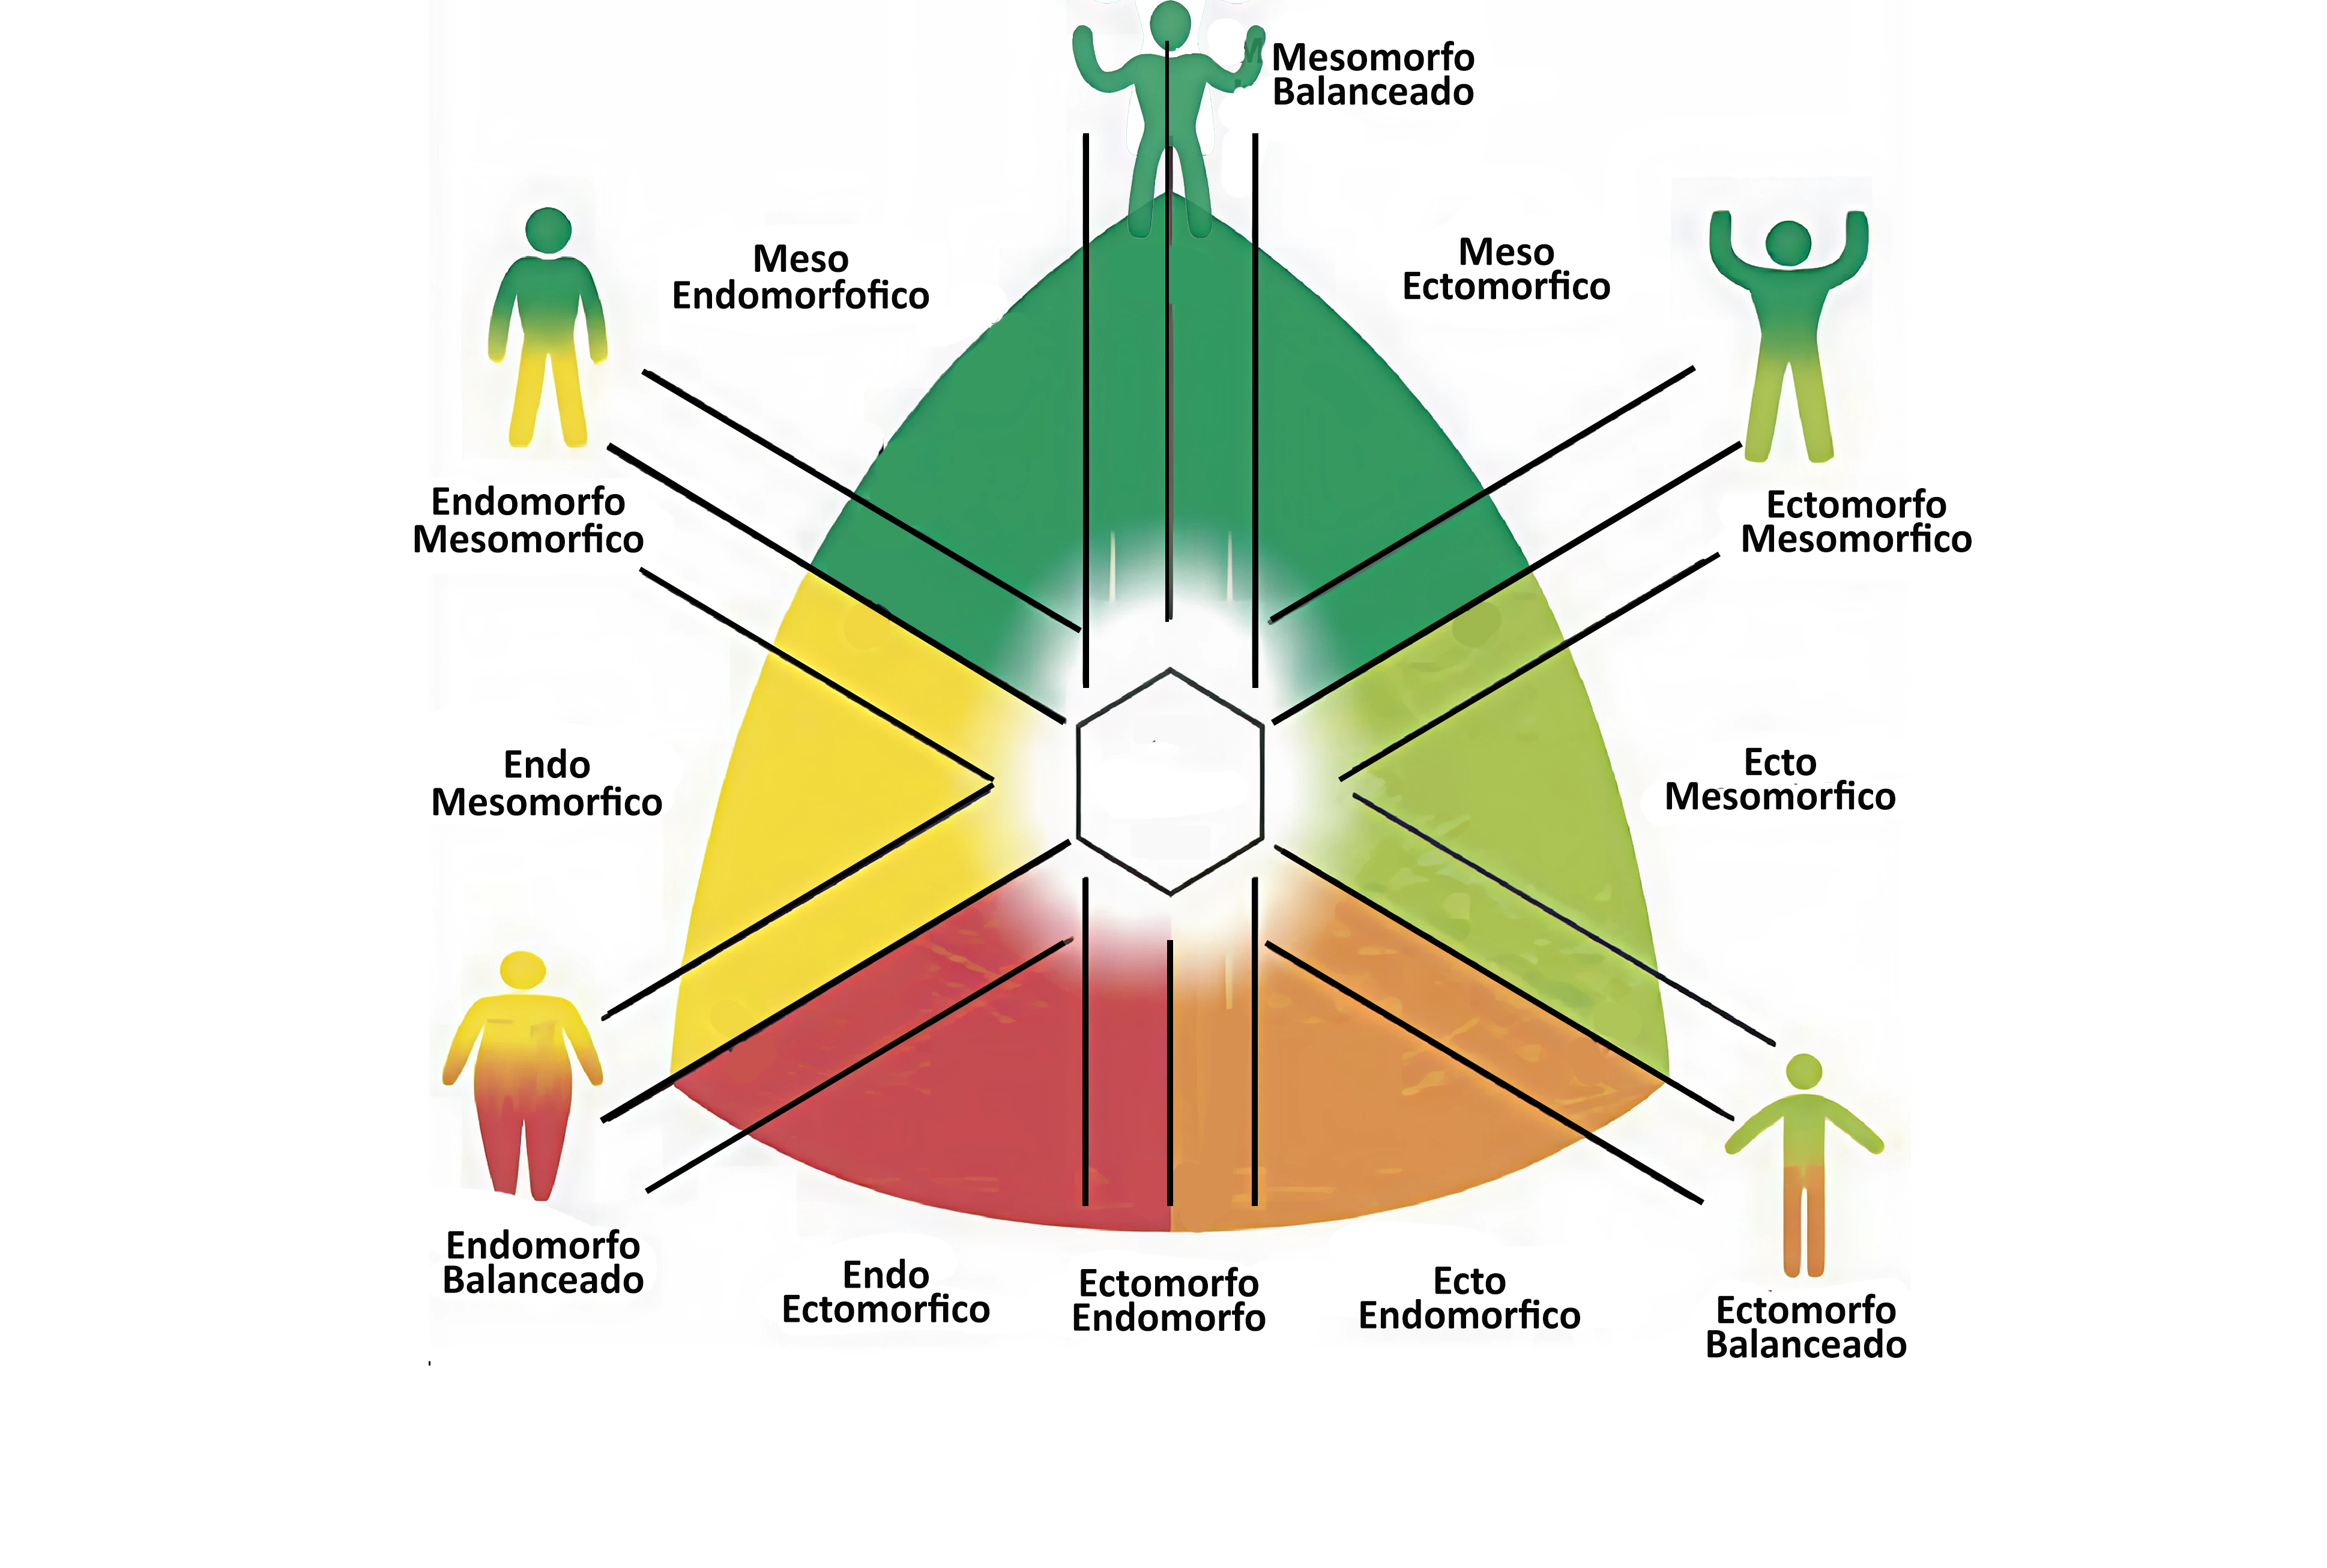 Mesomorfo
Balanceado
Meso
Endomorfofico
Meso
Ectomorfico
Endomorfo
Mesomorfico
Ectomorfo
Mesomorfico
Endo
Mesomorfico
Ecto
Mesomorfico
Endomorfo
Balanceado
Endo
Ectomorfico
Ectomorfo
Endomorfo
Ecto
Endomorfico
Ectomorfo
Balanceado